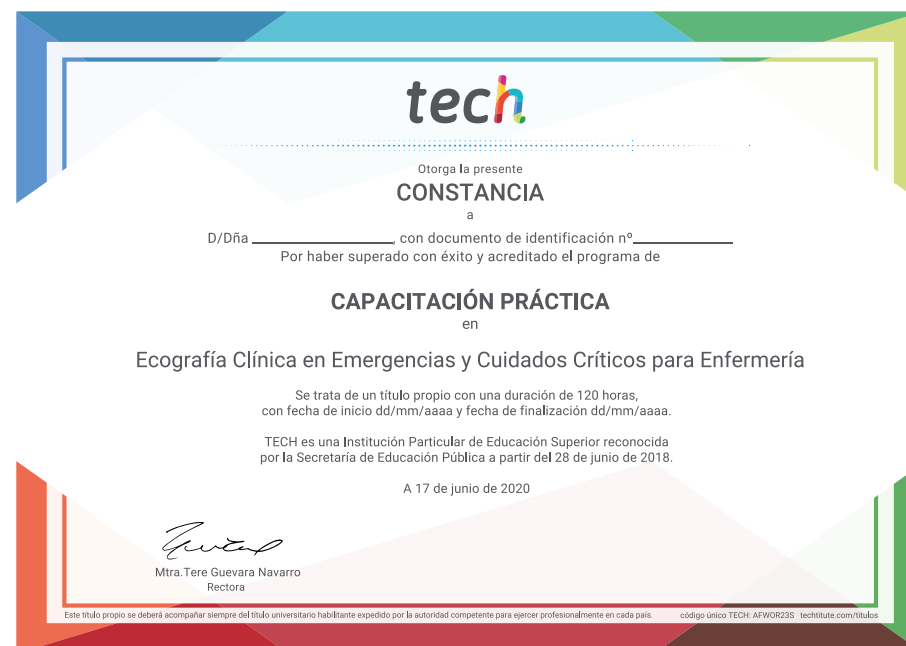 tech
Otorga la presente
CONSTANCIA
a
D/Dña ____________________, con documento de identificación nº______________
Por haber superado con éxito y acreditado el programa de
CAPACITACIÓN PRÁCTICA
en
Ecografía Clínica en Emergencias y Cuidados Críticos para Enfermería
Se trata de un título propio con una duración de 120 horas,
con fecha de inicio dd/mm/aaaa y fecha de finalización dd/mm/aaaa.
TECH es una Institución Particular de Educación Superior reconocida
por la Secretaría de Educación Pública a partir del 28 de junio de 2018.
A 17 de junio de 2020
Mtra.Tere Guevara Navarro
Rectora
Este título propio se deberá acompañar siempre del título universitario habilitante expedido por la autoridad competente para ejercer profesionalmente en cada país. código único TECH: AFWOR23S techtitute.com/titulos